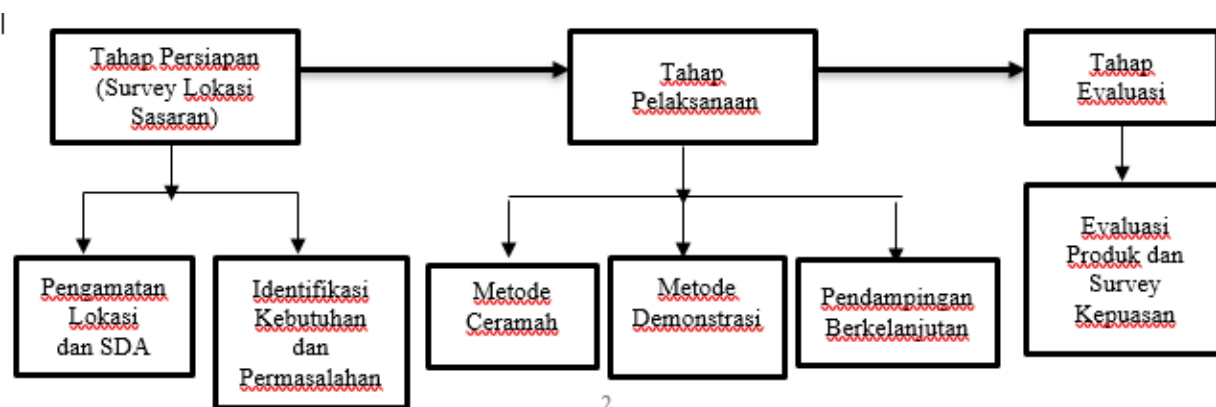 Tahap Persiapan
(Survey Lokasi
Sasaran)
Tahap
Pelaksanaan
Tahap
Evaluasi
Pengamatan
Lokasi
dan SDA
Identifikasi
Kebutuhan
dan
Permasalahan
Metode
Ceramah
Metode
Demonstrasi
Pendampingan
Berkelanjutan
Evaluasi
Produk dan
Survey
Kepuasan
2